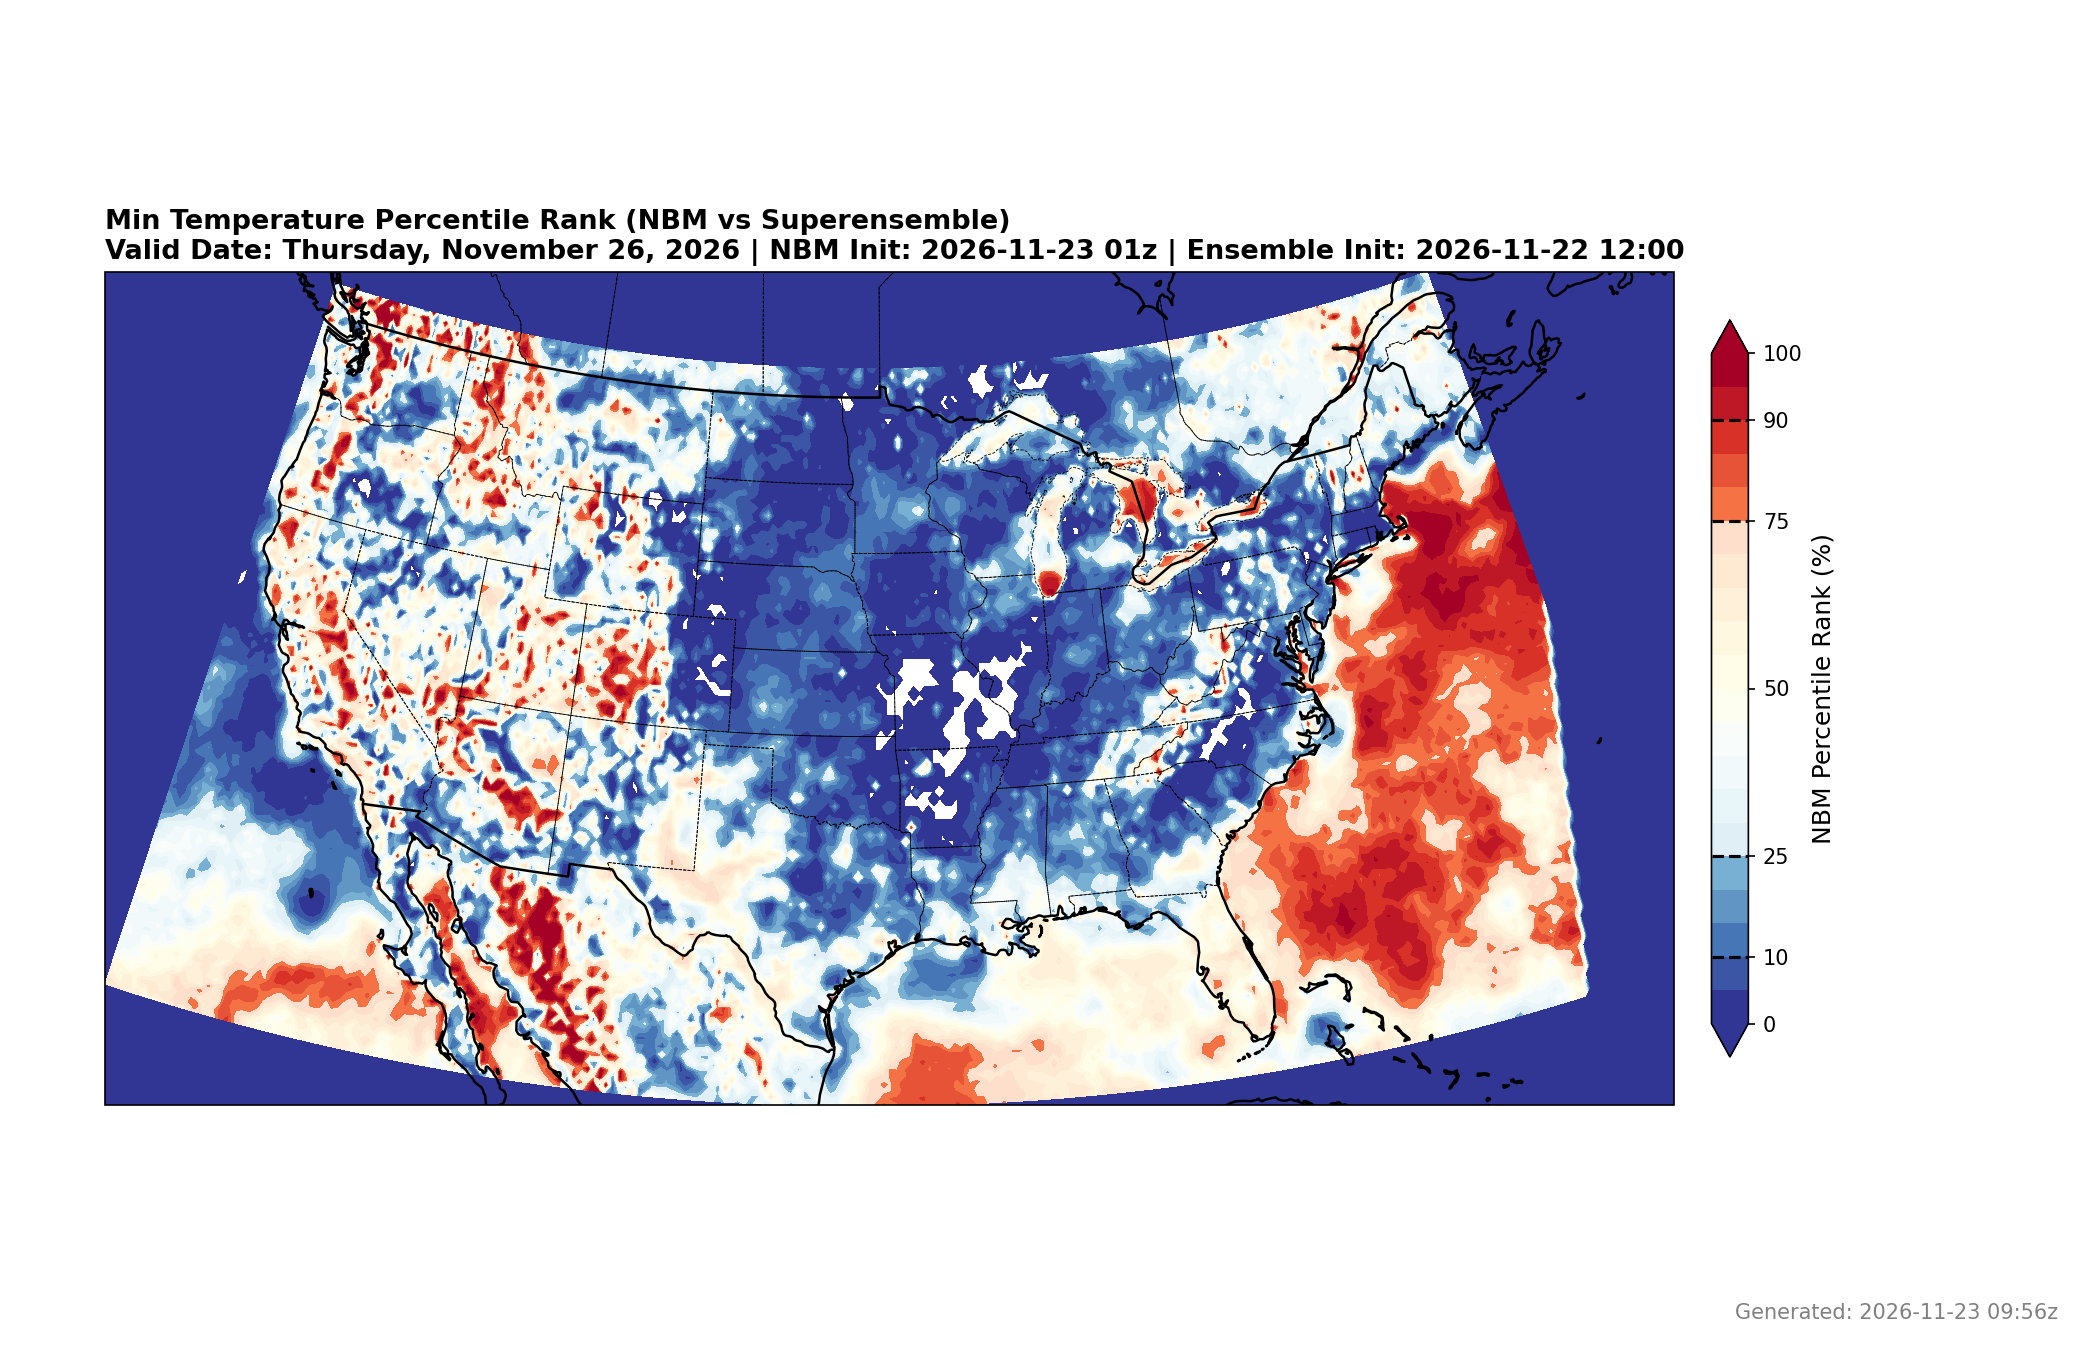 Min Temperature Percentile Rank (NBM vs Superensemble)
Valid Date: Thursday, November 26, 2026 | NBM Init: 2026-11-23 01z | Ensemble Init: 2026-11-22 12:00
100
90
75
50
25
10
0
NBM Percentile Rank (%)
Generated: 2026-11-23 09:56z